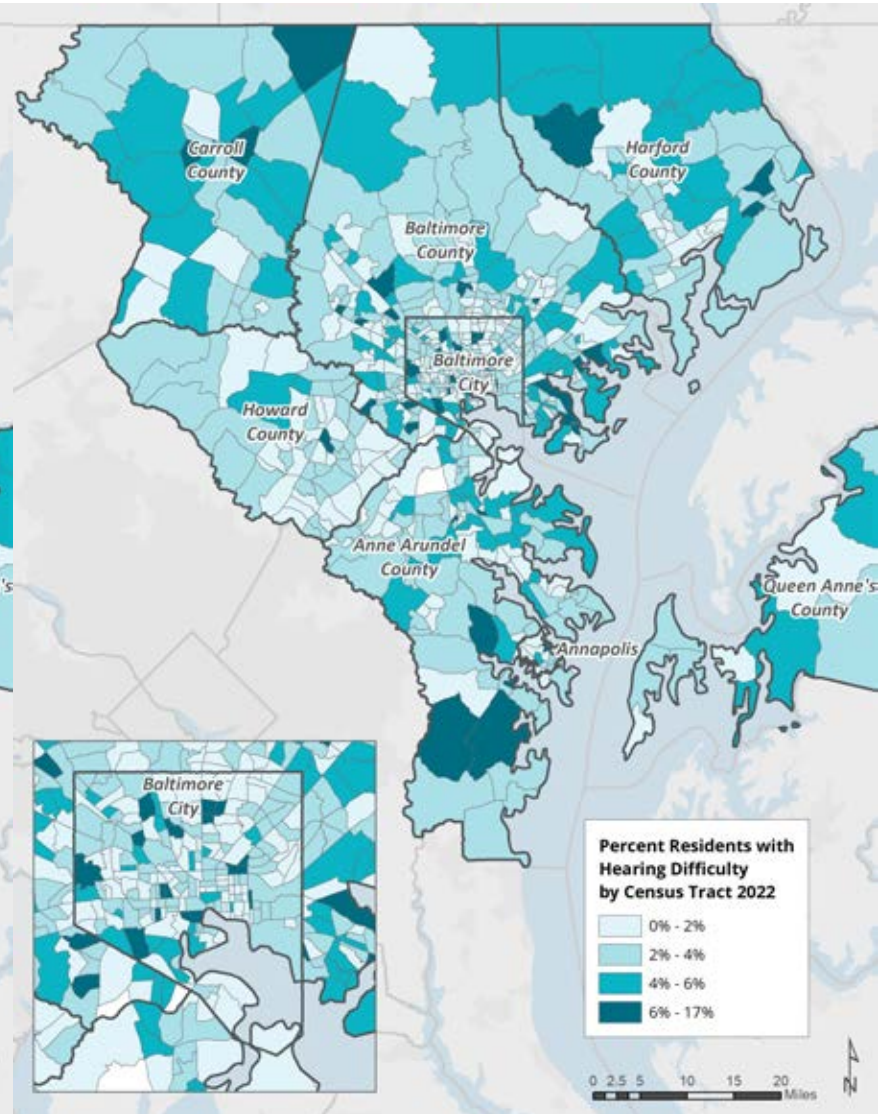 Carroll
County
Harford
County
Baltimore
County
Baltimore
City
Howard
County
Anne Arundel
County
's
Queen Anne's
County
Annapolis
Baltimore
City
Percent Residents with
Hearing Difficulty
by Census Tract 2022
0% - 2%
2% - 4%
4% - 6%
6% - 17%
N
0 2.5 5 10 15 20
Miles